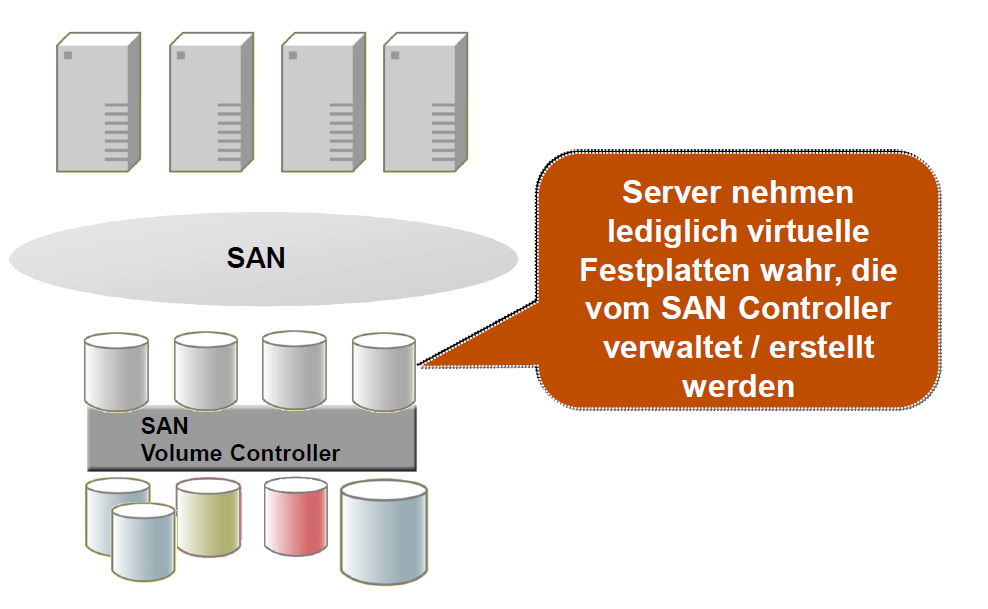 SAN
Server nehmen
lediglich virtuelle
Festplatten wahr, die
vom SAN Controller
verwaltet / erstellt
werden
SAN
Volume Controller